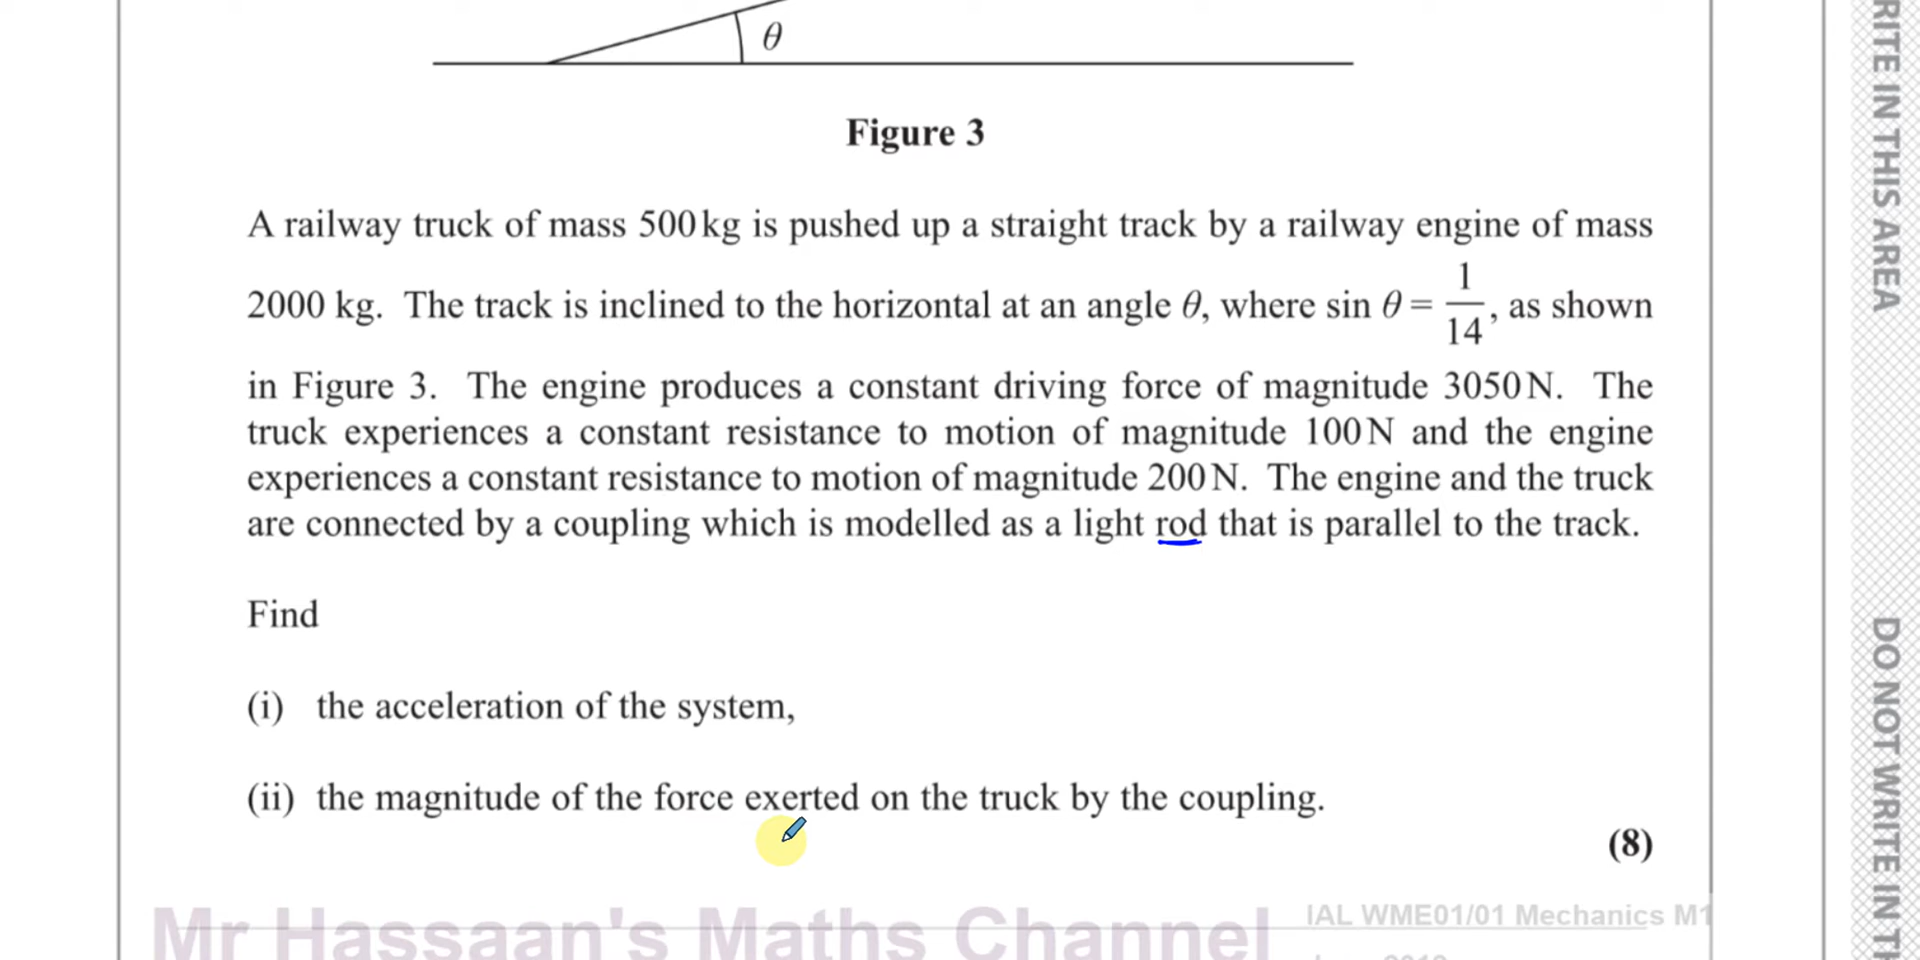 θ
Figure 3
A railway truck of mass 500 kg is pushed up a straight track by a railway engine of mass
2000 kg. The track is inclined to the horizontal at an angle θ, where sin θ = 1/14, as shown
in Figure 3. The engine produces a constant driving force of magnitude 3050 N. The
truck experiences a constant resistance to motion of magnitude 100 N and the engine
experiences a constant resistance to motion of magnitude 200 N. The engine and the truck
are connected by a coupling which is modelled as a light rod that is parallel to the track.
Find
(i) the acceleration of the system,
(ii) the magnitude of the force exerted on the truck by the coupling.
(8)
Mr Hassaan's Maths Channel
IAL WME01/01 Mechanics M1
RITE IN THIS AREA
DO NOT WRITE IN TH